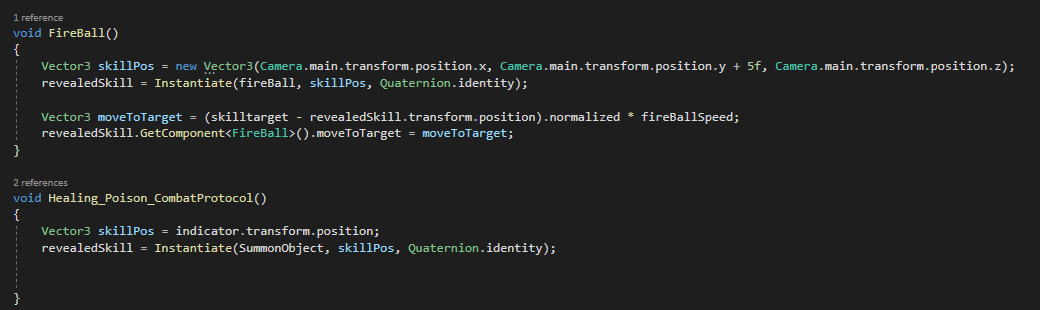 1 reference
void FireBall()
{
Vector3 skillPos = new Vector3(Camera.main.transform.position.x, Camera.main.transform.position.y + 5f, Camera.main.transform.position.z);
revealedSkill = Instantiate(fireBall, skillPos, Quaternion.identity);
Vector3 moveToTarget = (skilltarget - revealedSkill.transform.position).normalized * fireBallSpeed;
revealedSkill.GetComponent<FireBall>().moveToTarget = moveToTarget;
}
2 references
void Healing_Poison_CombatProtocol()
{
Vector3 skillPos = indicator.transform.position;
revealedSkill = Instantiate(SummonObject, skillPos, Quaternion.identity);
}